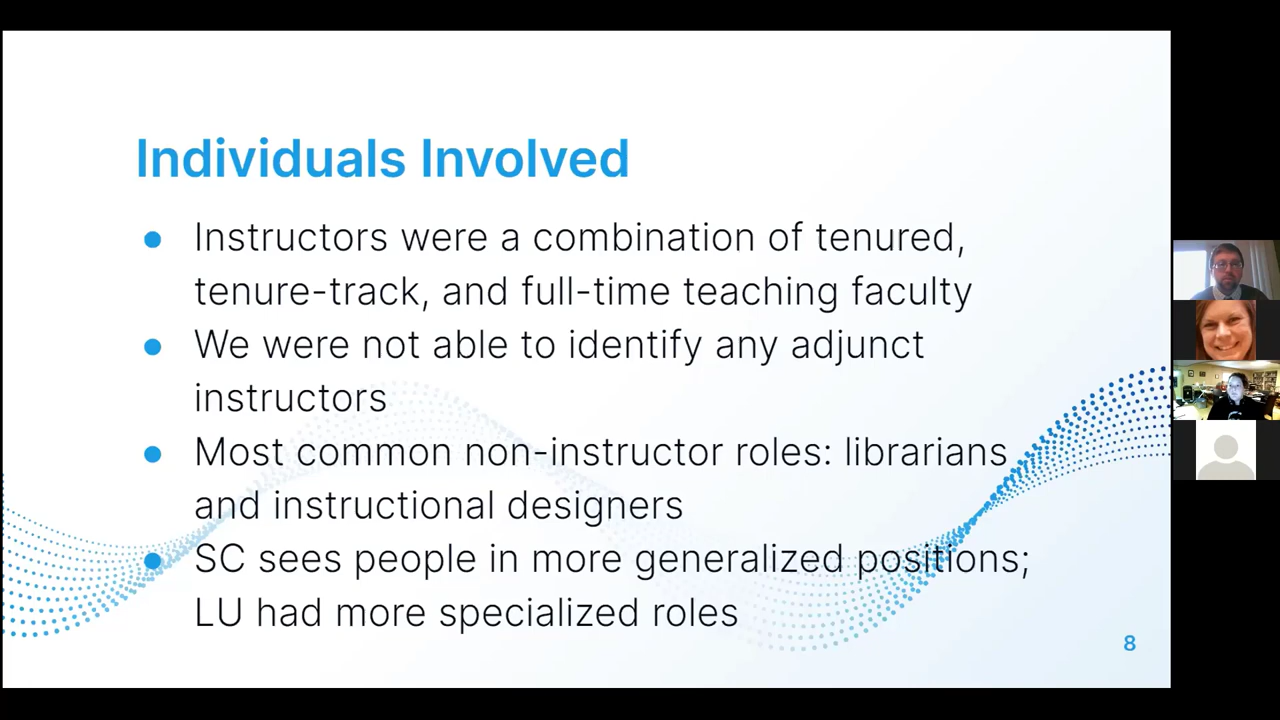 Individuals Involved
● Instructors were a combination of tenured,
tenure-track, and full-time teaching faculty
● We were not able to identify any adjunct
instructors
● Most common non-instructor roles: librarians
and instructional designers
● SC sees people in more generalized positions;
LU had more specialized roles
8